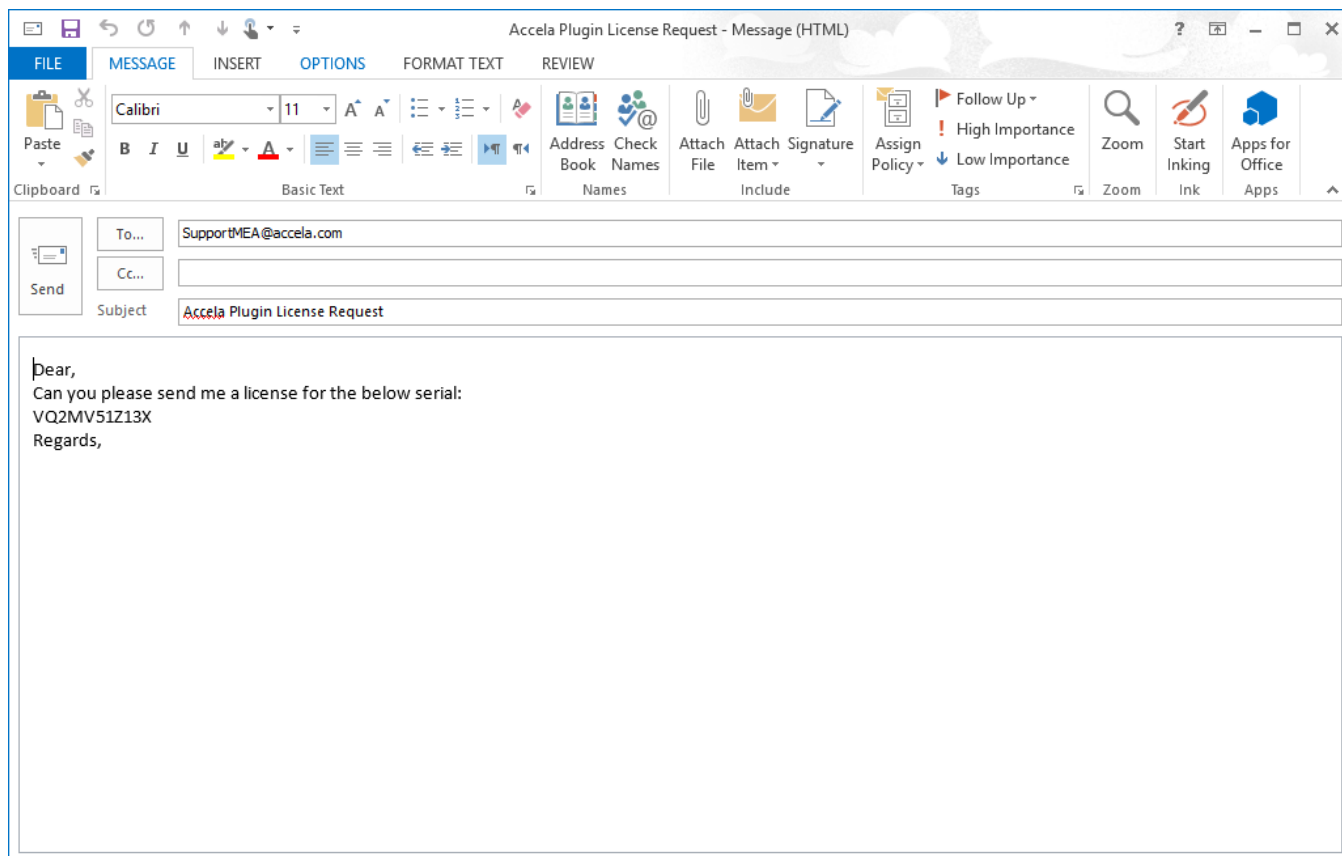 Accela Plugin License Request - Message (HTML)
?
FILE MESSAGE INSERT OPTIONS FORMAT TEXT REVIEW
Paste
Clipboard
Calibri 11 A A
B I U ab A
Basic Text
Address Book
Check Names
Names
Attach File
Attach Item
Signature
Include
Assign Policy
Follow Up
! High Importance
Low Importance
Tags
Zoom
Zoom
Start Inking
Ink
Apps for Office
Apps
Send
To... SupportMEA@accela.com
Cc...
Subject Accela Plugin License Request
Dear,
Can you please send me a license for the below serial:
VQ2MV51Z13X
Regards,